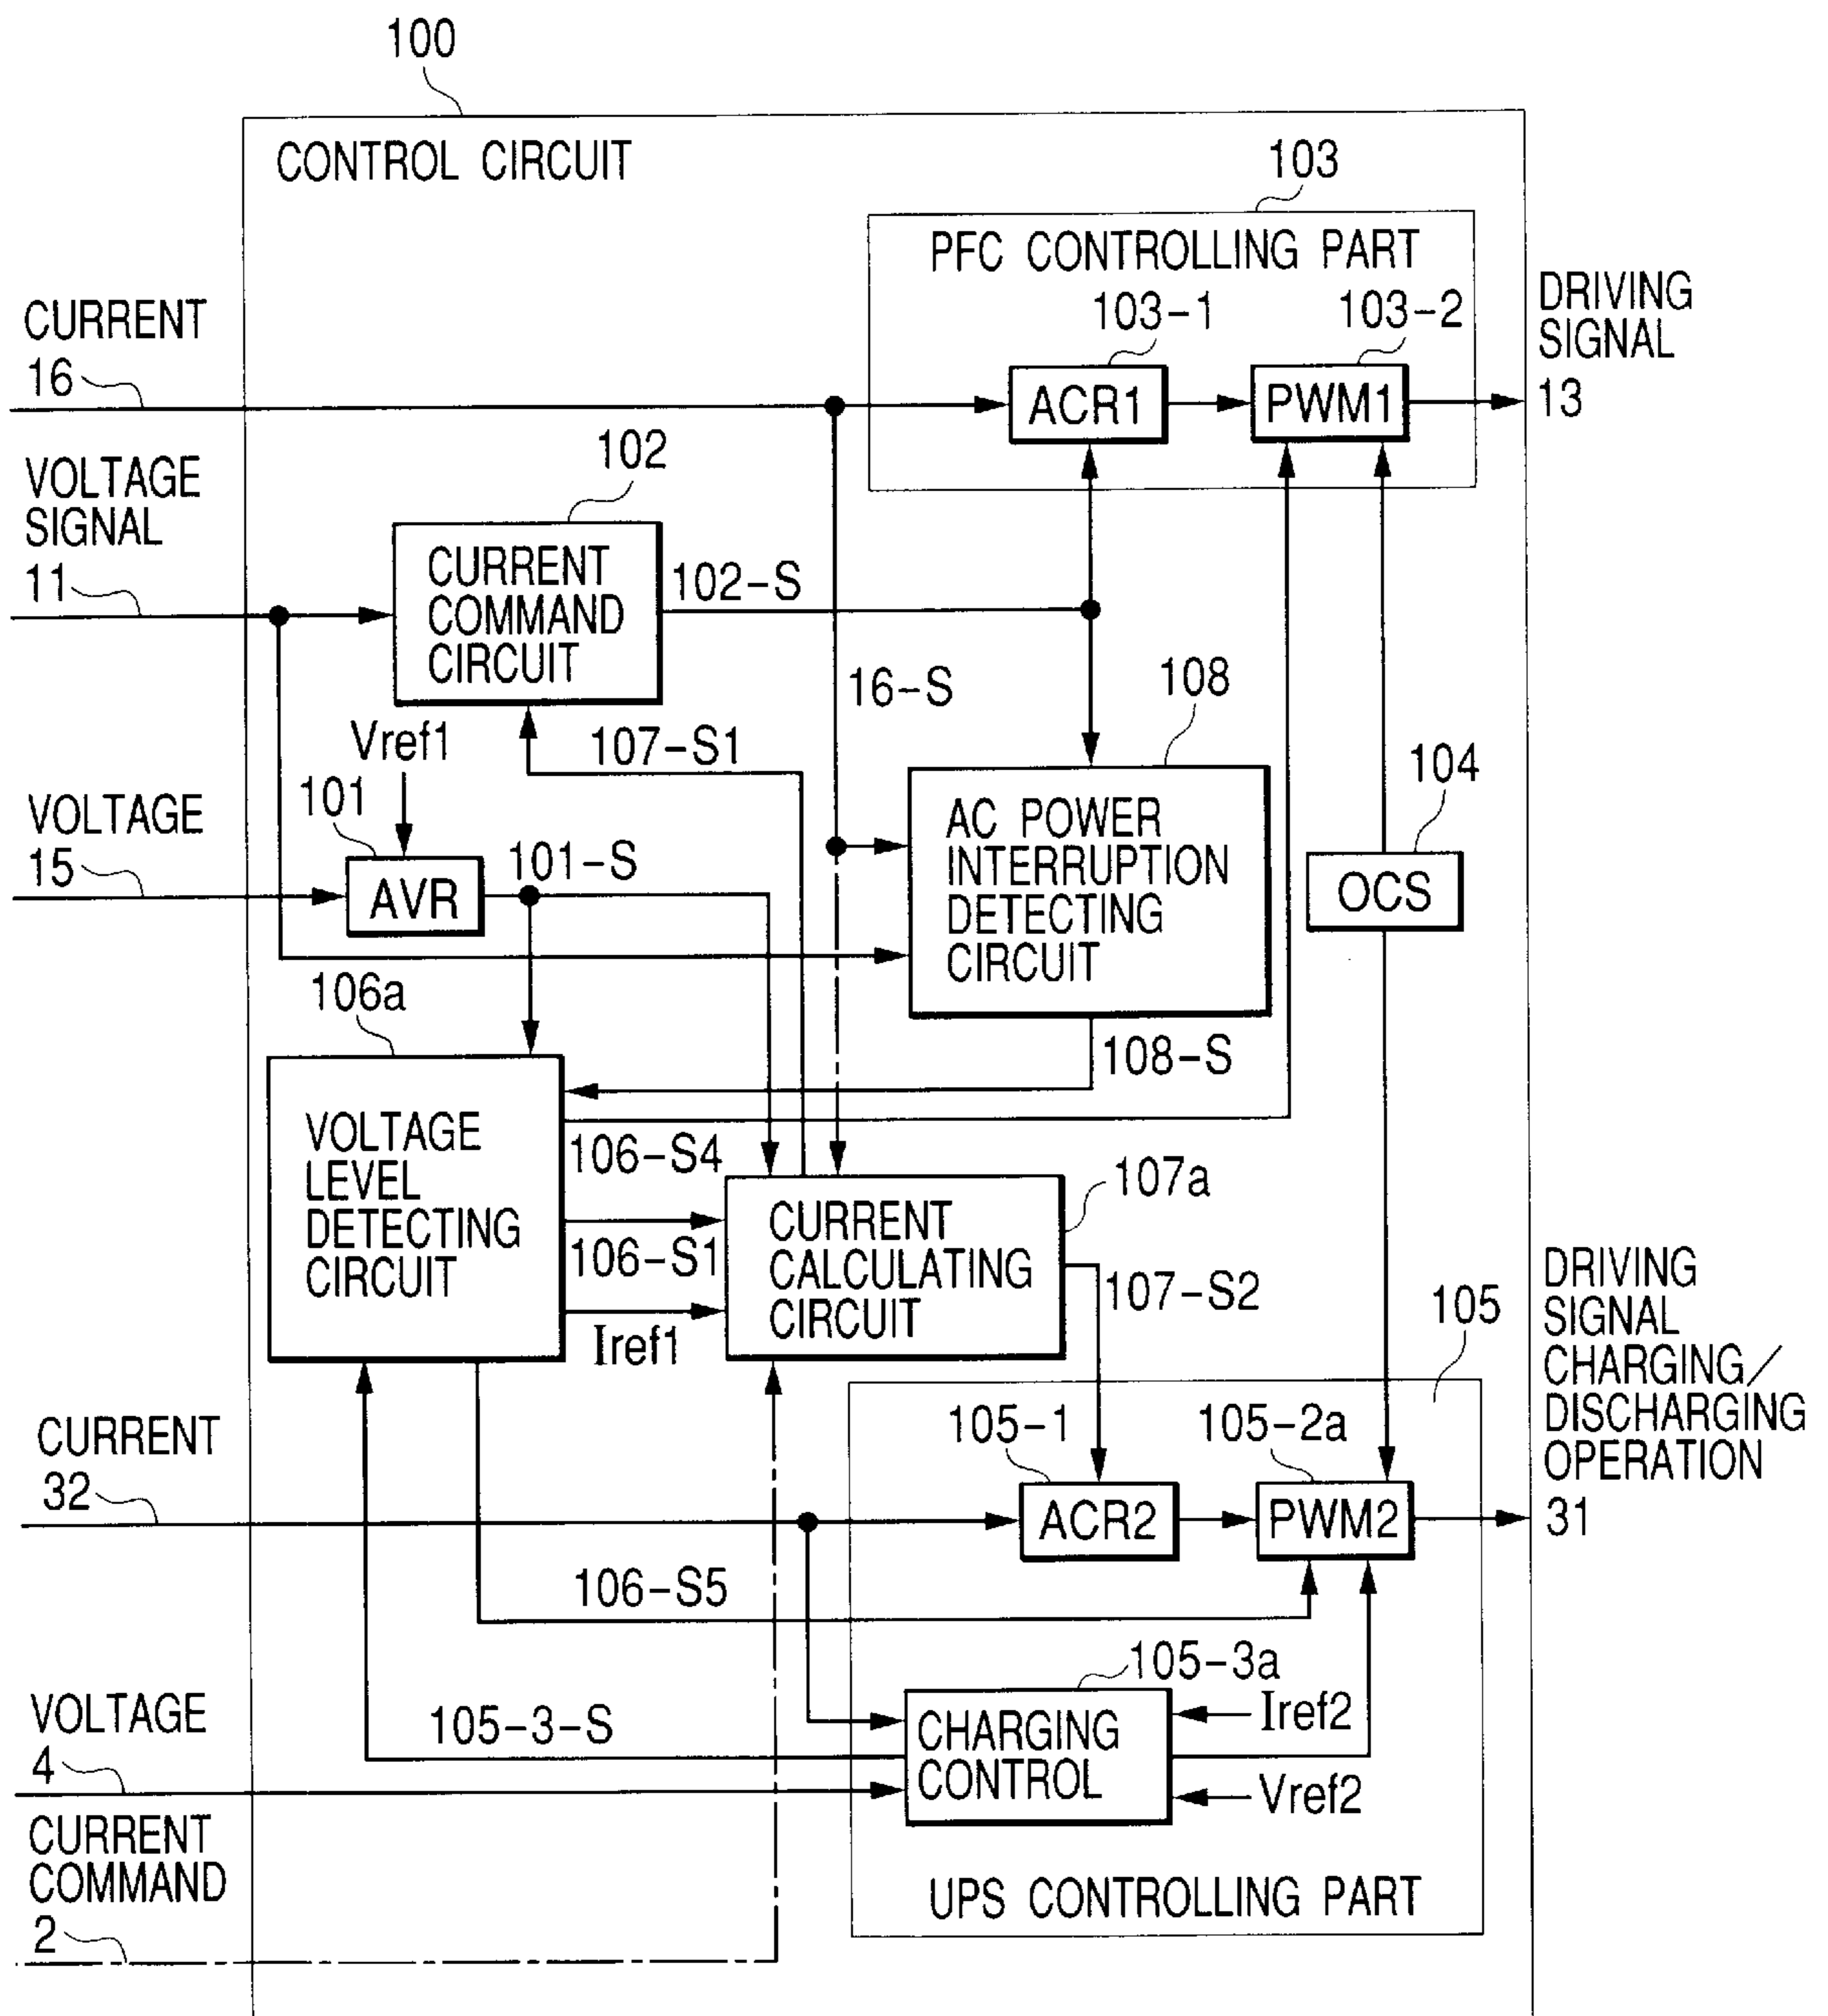 100
CONTROL CIRCUIT
103
PFC CONTROLLING PART
103-1
103-2
CURRENT
16
ACR1
PWM1
DRIVING
SIGNAL
13
VOLTAGE
SIGNAL
11
102
CURRENT
COMMAND
CIRCUIT
102-S
16-S
108
Vref1
107-S1
104
VOLTAGE
15
101
AVR
101-S
AC POWER
INTERRUPTION
DETECTING
CIRCUIT
OCS
106a
108-S
VOLTAGE
LEVEL
DETECTING
CIRCUIT
106-S4
106-S1
Iref1
107a
CURRENT
CALCULATING
CIRCUIT
107-S2
105
DRIVING
SIGNAL
CHARGING/
DISCHARGING
OPERATION
31
CURRENT
32
105-1
105-2a
ACR2
PWM2
106-S5
105-3a
VOLTAGE
4
105-3-S
CHARGING
CONTROL
Iref2
Vref2
CURRENT
COMMAND
2
UPS CONTROLLING PART